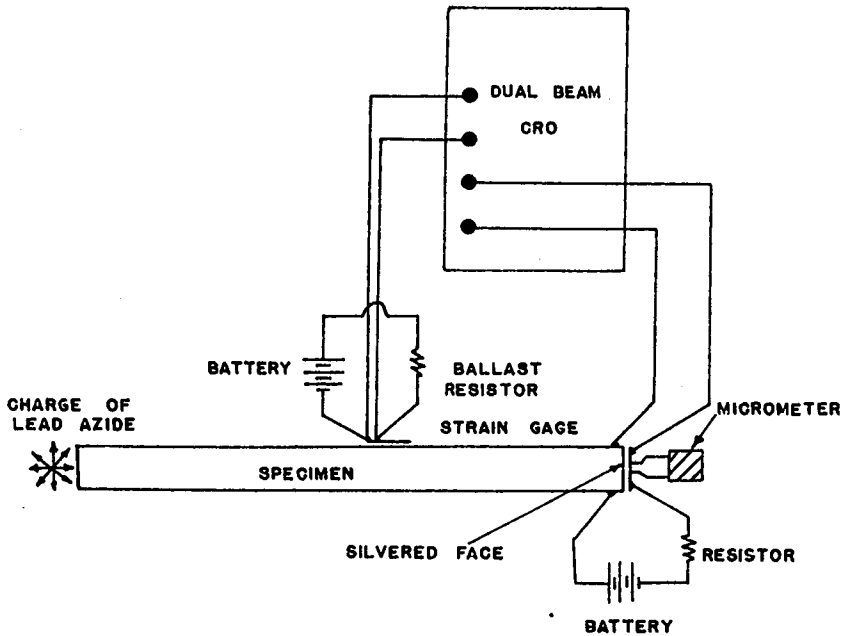 DUAL BEAM
CRO
BATTERY
BALLAST
RESISTOR
CHARGE OF
LEAD AZIDE
STRAIN GAGE
MICROMETER
SPECIMEN
SILVERED FACE
RESISTOR
BATTERY